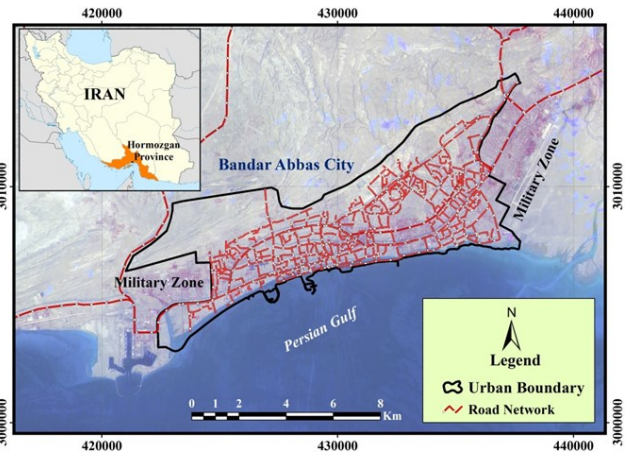 420000
430000
440000
IRAN
Hormozgan
Province
Bandar Abbas City
3010000
3010000
Military Zone
Military Zone
Persian Gulf
N
Legend
Urban Boundary
Road Network
0 1 2 4 6 8
Km
3000000
3000000
420000
430000
440000